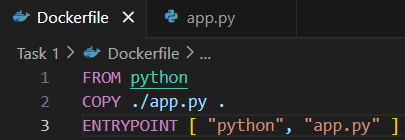 Dockerfile X app.py
Task 1 > Dockerfile > ...
1 FROM python
2 COPY ./app.py .
3 ENTRYPOINT [ "python", "app.py" ]